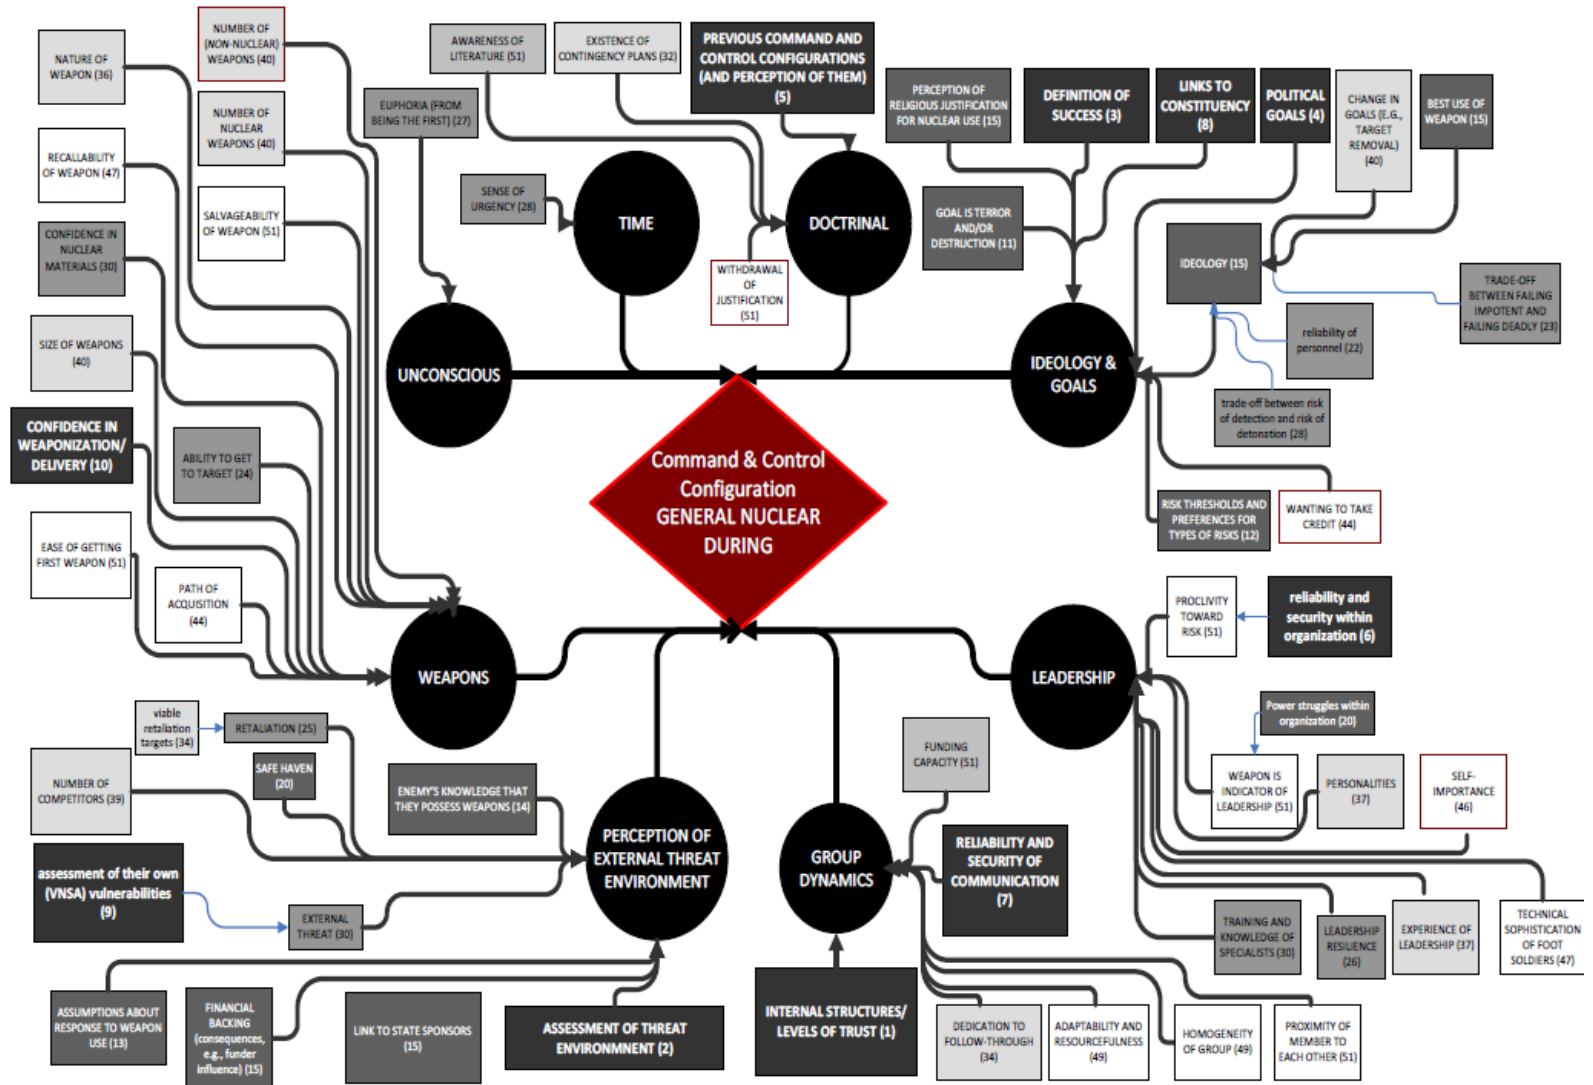 NATURE OF
WEAPON (36)
NUMBER OF
(NON-NUCLEAR)
WEAPONS (40)
AWARENESS OF
LITERATURE (51)
EXISTENCE OF
CONTINGENCY PLANS (32)
PREVIOUS COMMAND AND
CONTROL CONFIGURATIONS
(AND PERCEPTION OF THEM)
(5)
PERCEPTION OF
RELIGIOUS JUSTIFICATION
FOR NUCLEAR USE (15)
DEFINITION OF
SUCCESS (3)
LINKS TO
CONSTITUENCY
(8)
POLITICAL
GOALS (4)
CHANGE IN
GOALS (E.G.,
TARGET
REMOVAL)
(40)
BEST USE OF
WEAPON (15)
EUPHORIA (FROM
BEING THE FIRST) (27)
NUMBER OF
NUCLEAR
WEAPONS (40)
RECALLABILITY
OF WEAPON (47)
SENSE OF
URGENCY (28)
TIME
DOCTRINAL
SALVAGEABILITY
OF WEAPON (51)
CONFIDENCE IN
NUCLEAR
MATERIALS (30)
GOAL IS TERROR
AND/OR
DESTRUCTION (11)
IDEOLOGY (15)
WITHDRAWAL
OF
JUSTIFICATION
(51)
TRADE-OFF
BETWEEN FAILING
IMPOTENT AND
FAILING DEADLY (23)
reliability of
personnel (22)
SIZE OF WEAPONS
(40)
UNCONSCIOUS
IDEOLOGY &
GOALS
trade-off between risk
of detection and risk of
detonation (28)
CONFIDENCE IN
WEAPONIZATION/
DELIVERY (10)
ABILITY TO GET
TO TARGET (24)
Command & Control
Configuration
GENERAL NUCLEAR
DURING
RISK THRESHOLDS AND
PREFERENCES FOR
TYPES OF RISKS (12)
WANTING TO TAKE
CREDIT (44)
EASE OF GETTING
FIRST WEAPON (51)
PATH OF
ACQUISITION
(44)
PROCLIVITY
TOWARD
RISK (51)
reliability and
security within
organization (6)
WEAPONS
LEADERSHIP
Power struggles within
organization (20)
viable
retaliation
targets (34)
RETALIATION (25)
FUNDING
CAPACITY (51)
NUMBER OF
COMPETITORS (39)
SAFE HAVEN
(20)
ENEMY'S KNOWLEDGE THAT
THEY POSSESS WEAPONS (14)
WEAPON IS
INDICATOR OF
LEADERSHIP (51)
PERSONALITIES
(37)
SELF-
IMPORTANCE
(46)
PERCEPTION OF
EXTERNAL THREAT
ENVIRONMENT
GROUP
DYNAMICS
RELIABILITY AND
SECURITY OF
COMMUNICATION
(7)
assessment of their own
(VNSA) vulnerabilities
(9)
EXTERNAL
THREAT (30)
TRAINING AND
KNOWLEDGE OF
SPECIALISTS (30)
LEADERSHIP
RESILIENCE
(26)
EXPERIENCE OF
LEADERSHIP (37)
TECHNICAL
SOPHISTICATION
OF FOOT
SOLDIERS (47)
ASSUMPTIONS ABOUT
RESPONSE TO WEAPON
USE (13)
FINANCIAL
BACKING
(consequences,
e.g., funder
influence) (15)
LINK TO STATE SPONSORS
(15)
ASSESSMENT OF THREAT
ENVIRONMNENT (2)
INTERNAL STRUCTURES/
LEVELS OF TRUST (1)
DEDICATION TO
FOLLOW-THROUGH
(34)
ADAPTABILITY AND
RESOURCEFULNESS
(49)
HOMOGENEITY
OF GROUP (49)
PROXIMITY OF
MEMBER TO
EACH OTHER (51)